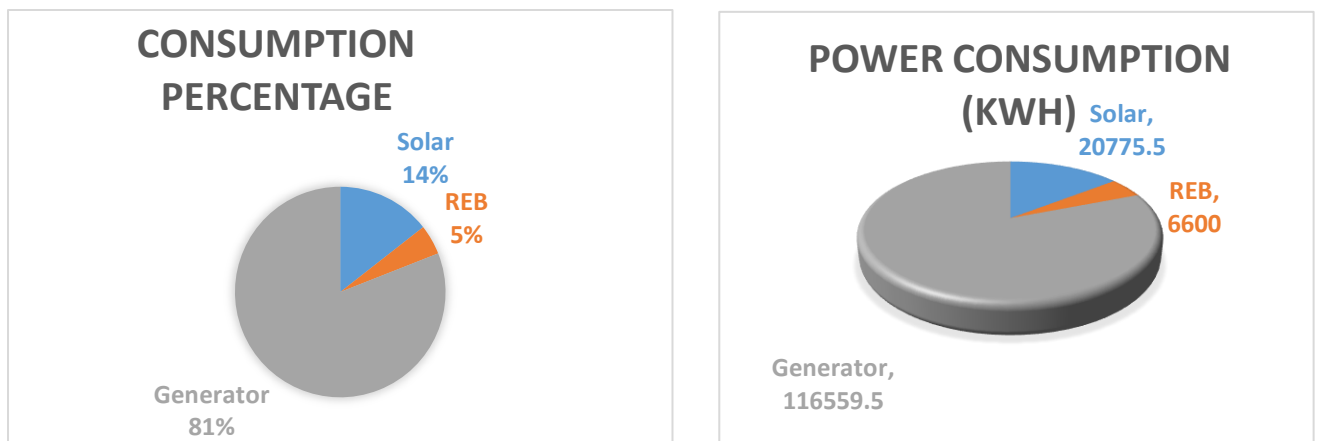 CONSUMPTION
PERCENTAGE
Solar
14%
REB
5%
Generator
81%
POWER CONSUMPTION
(KWH)
Solar,
20775.5
REB,
6600
Generator,
116559.5